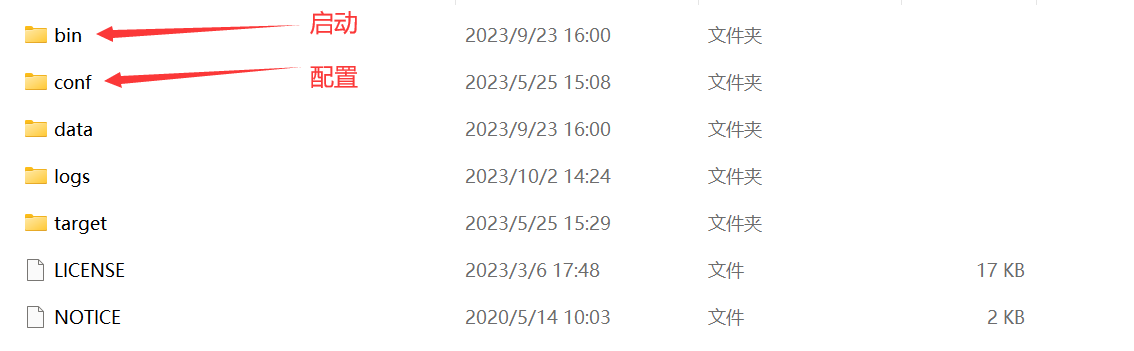 bin 启动 2023/9/23 16:00 文件夹
conf 配置 2023/5/25 15:08 文件夹
data 2023/9/23 16:00 文件夹
logs 2023/10/2 14:24 文件夹
target 2023/5/25 15:29 文件夹
LICENSE 2023/3/6 17:48 文件 17 KB
NOTICE 2020/5/14 10:03 文件 2 KB